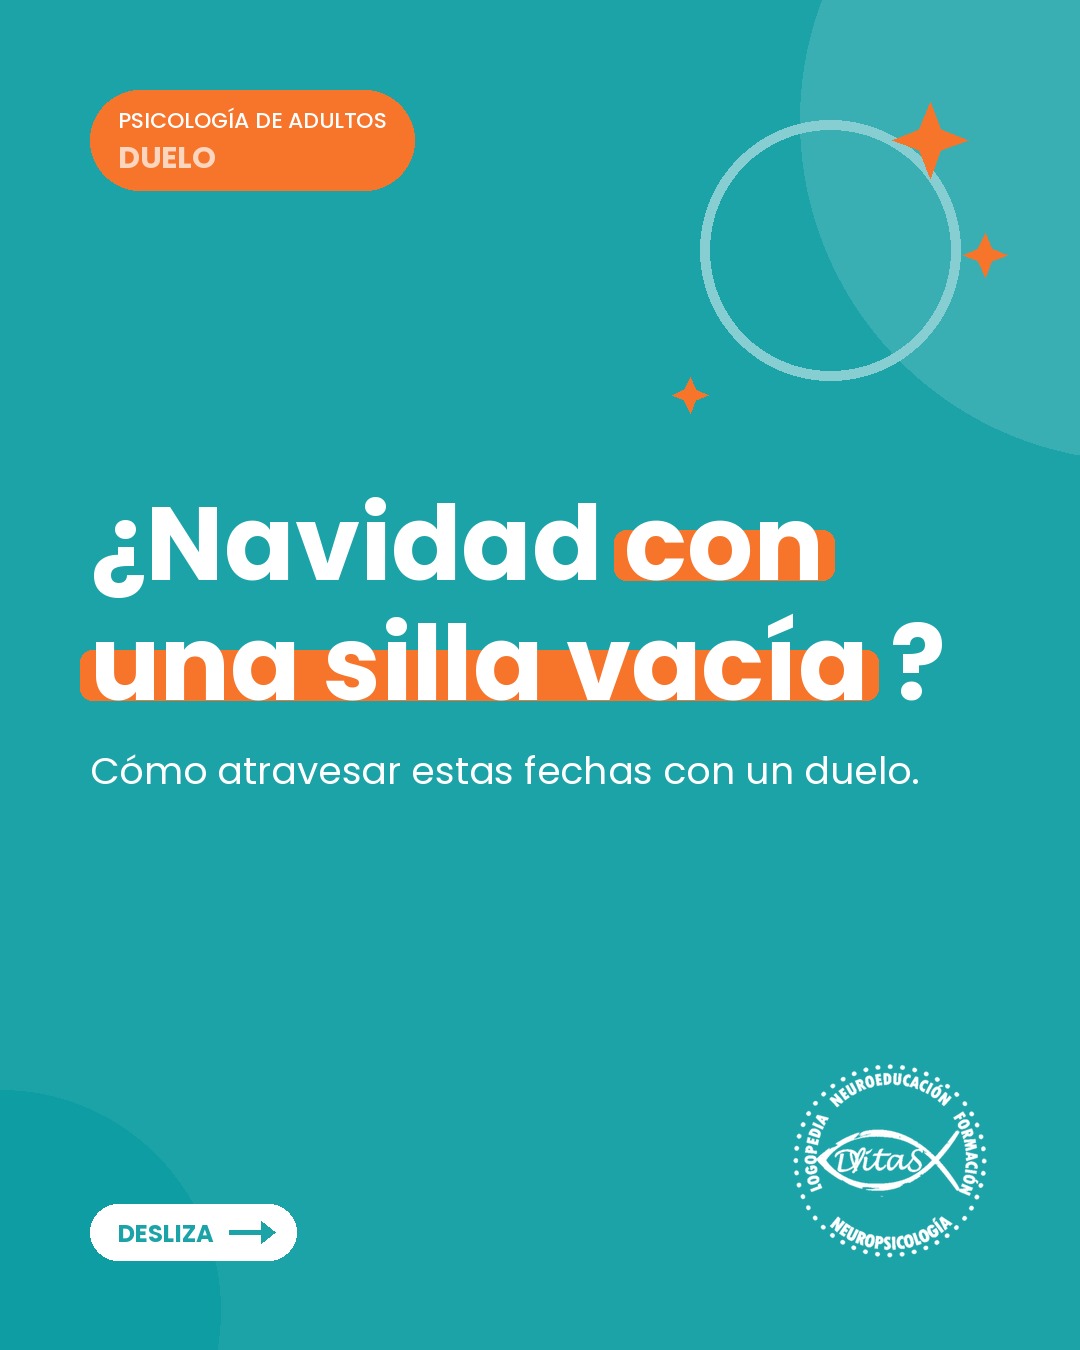 PSICOLOGÍA DE ADULTOS
DUELO
¿Navidad con
una silla vacía?
Cómo atravesar estas fechas con un duelo.
DESLIZA
LOGOPEDIA NEUROEDUCACIÓN FORMACIÓN
DVitaS
NEUROPSICOLOGÍA